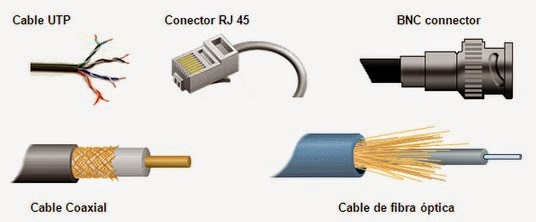 Cable UTP
Conector RJ 45
BNC connector
Cable Coaxial
Cable de fibra óptica